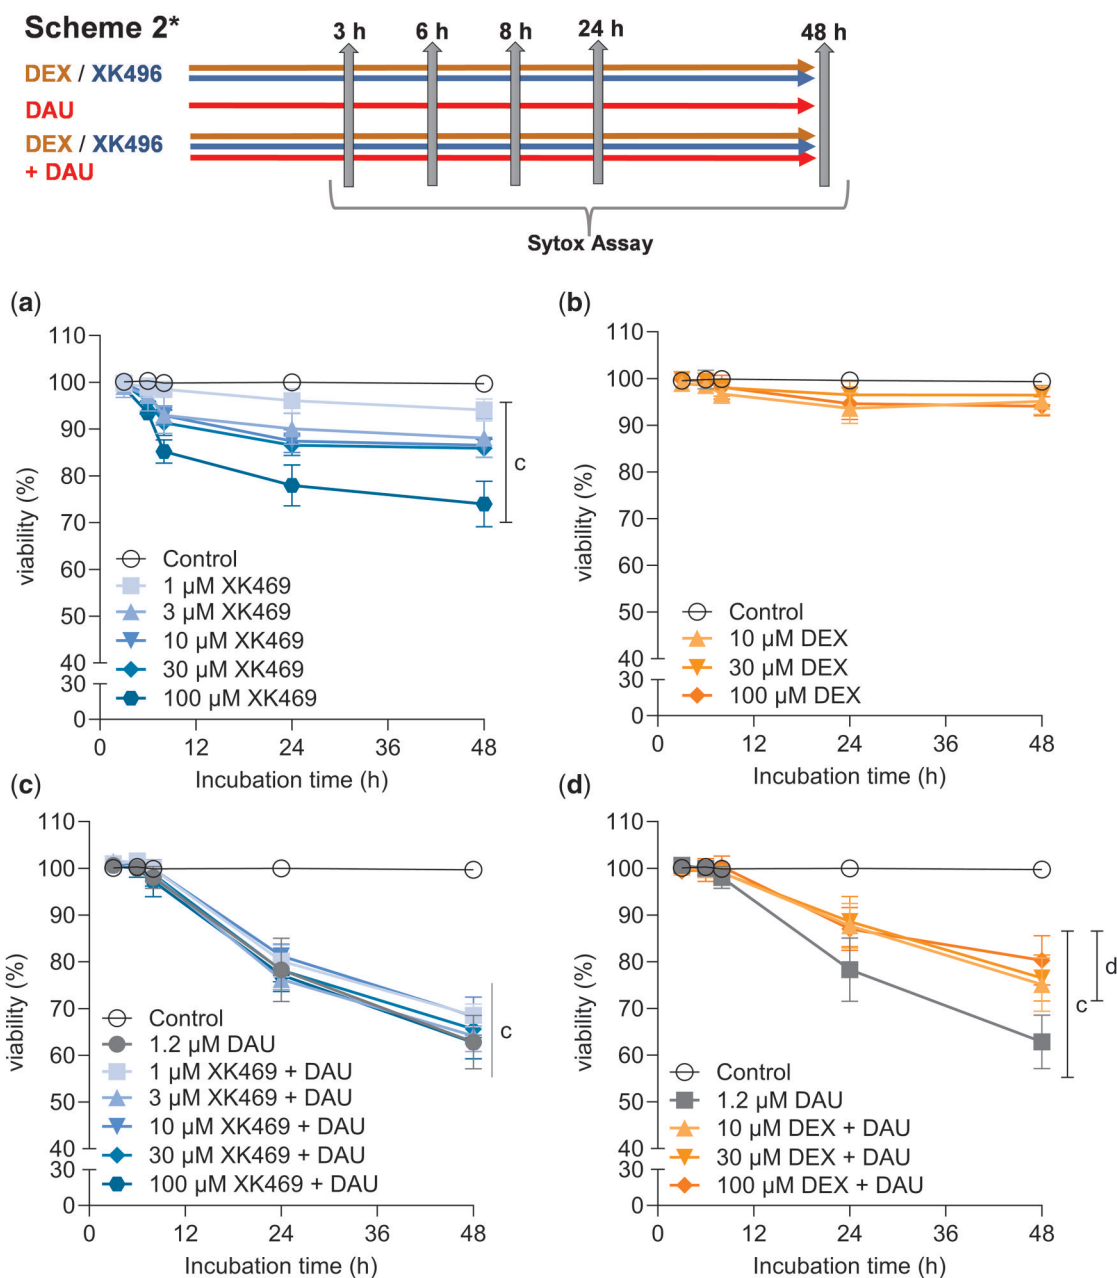 Scheme 2*
3 h 6 h 8 h 24 h 48 h
DEX / XK496
DAU
DEX / XK496
+ DAU
Sytox Assay
(a)
110
100
90
80
70
60
50
40
30
0
viability (%)
c
Control
1 µM XK469
3 µM XK469
10 µM XK469
30 µM XK469
100 µM XK469
0 12 24 36 48
Incubation time (h)
(b)
110
100
90
80
70
60
50
40
30
0
viability (%)
Control
10 µM DEX
30 µM DEX
100 µM DEX
0 12 24 36 48
Incubation time (h)
(c)
110
100
90
80
70
60
50
40
30
0
viability (%)
c
Control
1.2 µM DAU
1 µM XK469 + DAU
3 µM XK469 + DAU
10 µM XK469 + DAU
30 µM XK469 + DAU
100 µM XK469 + DAU
0 12 24 36 48
Incubation time (h)
(d)
110
100
90
80
70
60
50
40
30
0
viability (%)
c
d
Control
1.2 µM DAU
10 µM DEX + DAU
30 µM DEX + DAU
100 µM DEX + DAU
0 12 24 36 48
Incubation time (h)